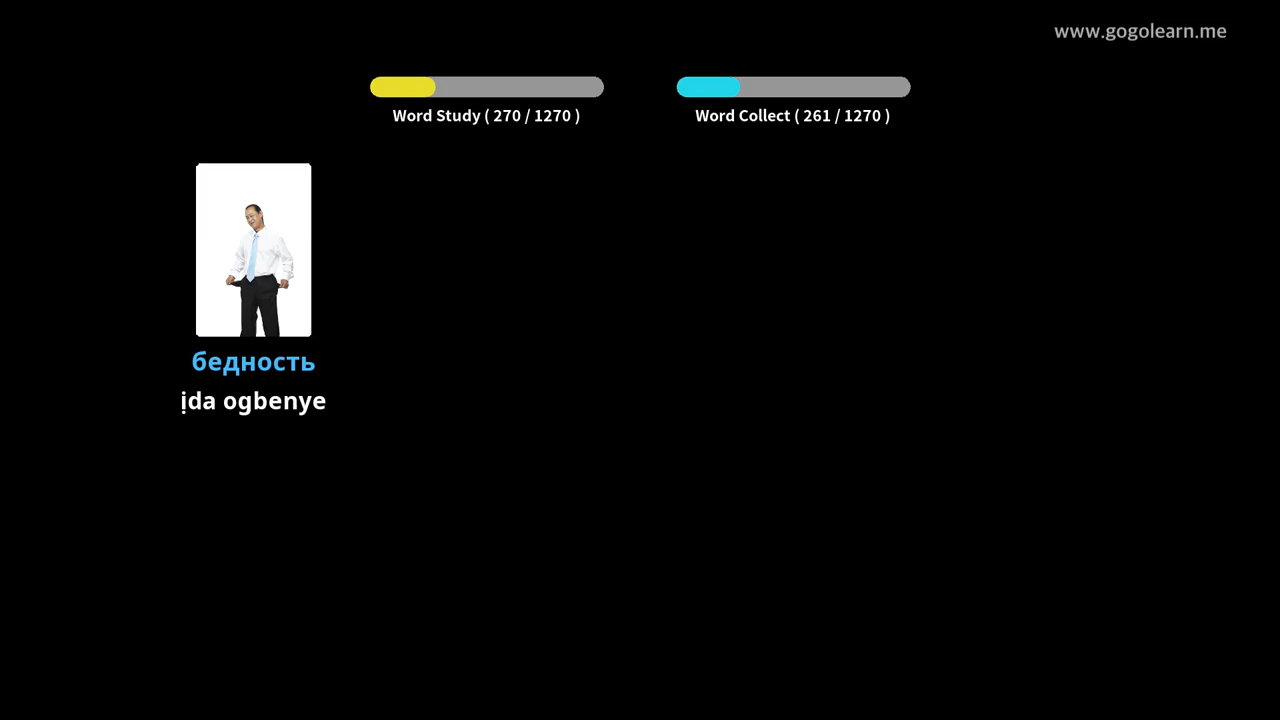 www.gogolearn.me
Word Study ( 270 / 1270 )
Word Collect ( 261 / 1270 )
бедность
ịda ogbenye